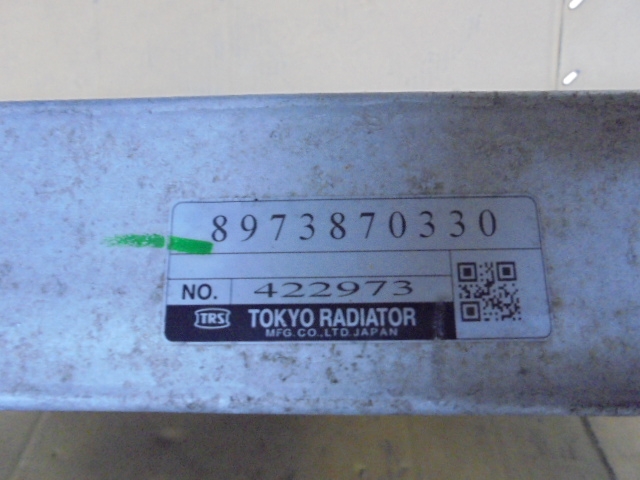 8973870330
NO. 422973
TRS TOKYO RADIATOR
MFG.CO.,LTD.JAPAN